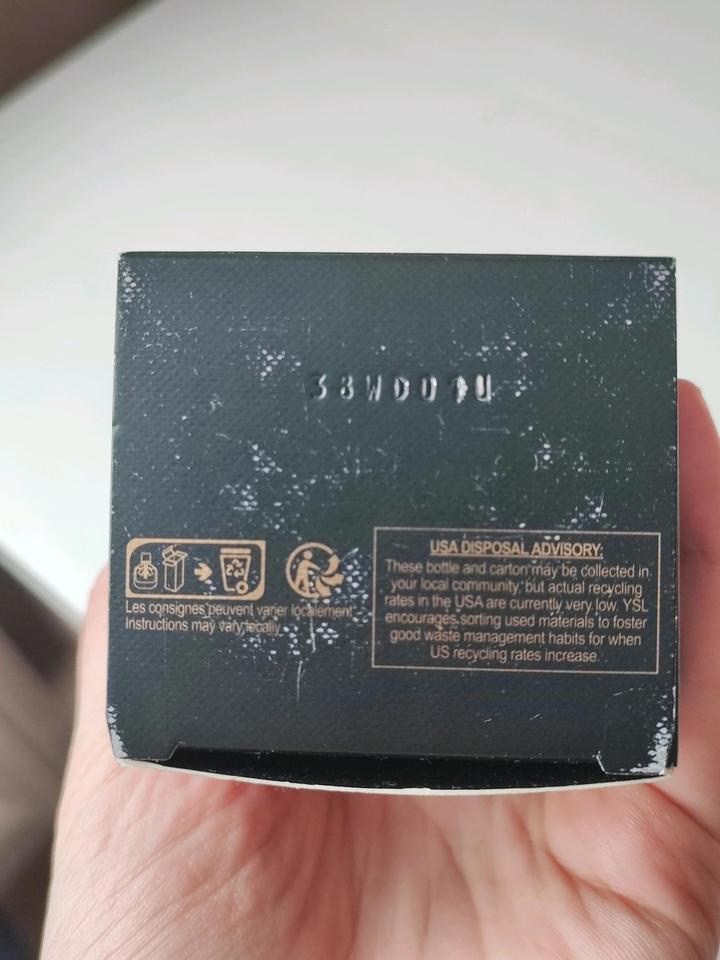 38WD01U
USA DISPOSAL ADVISORY:
These bottle and carton may be collected in
your local community, but actual recycling
rates in the USA are currently very low. YSL
encourages sorting used materials to foster
good waste management habits for when
US recycling rates increase.
Les consignes peuvent varier localement
Instructions may vary locally